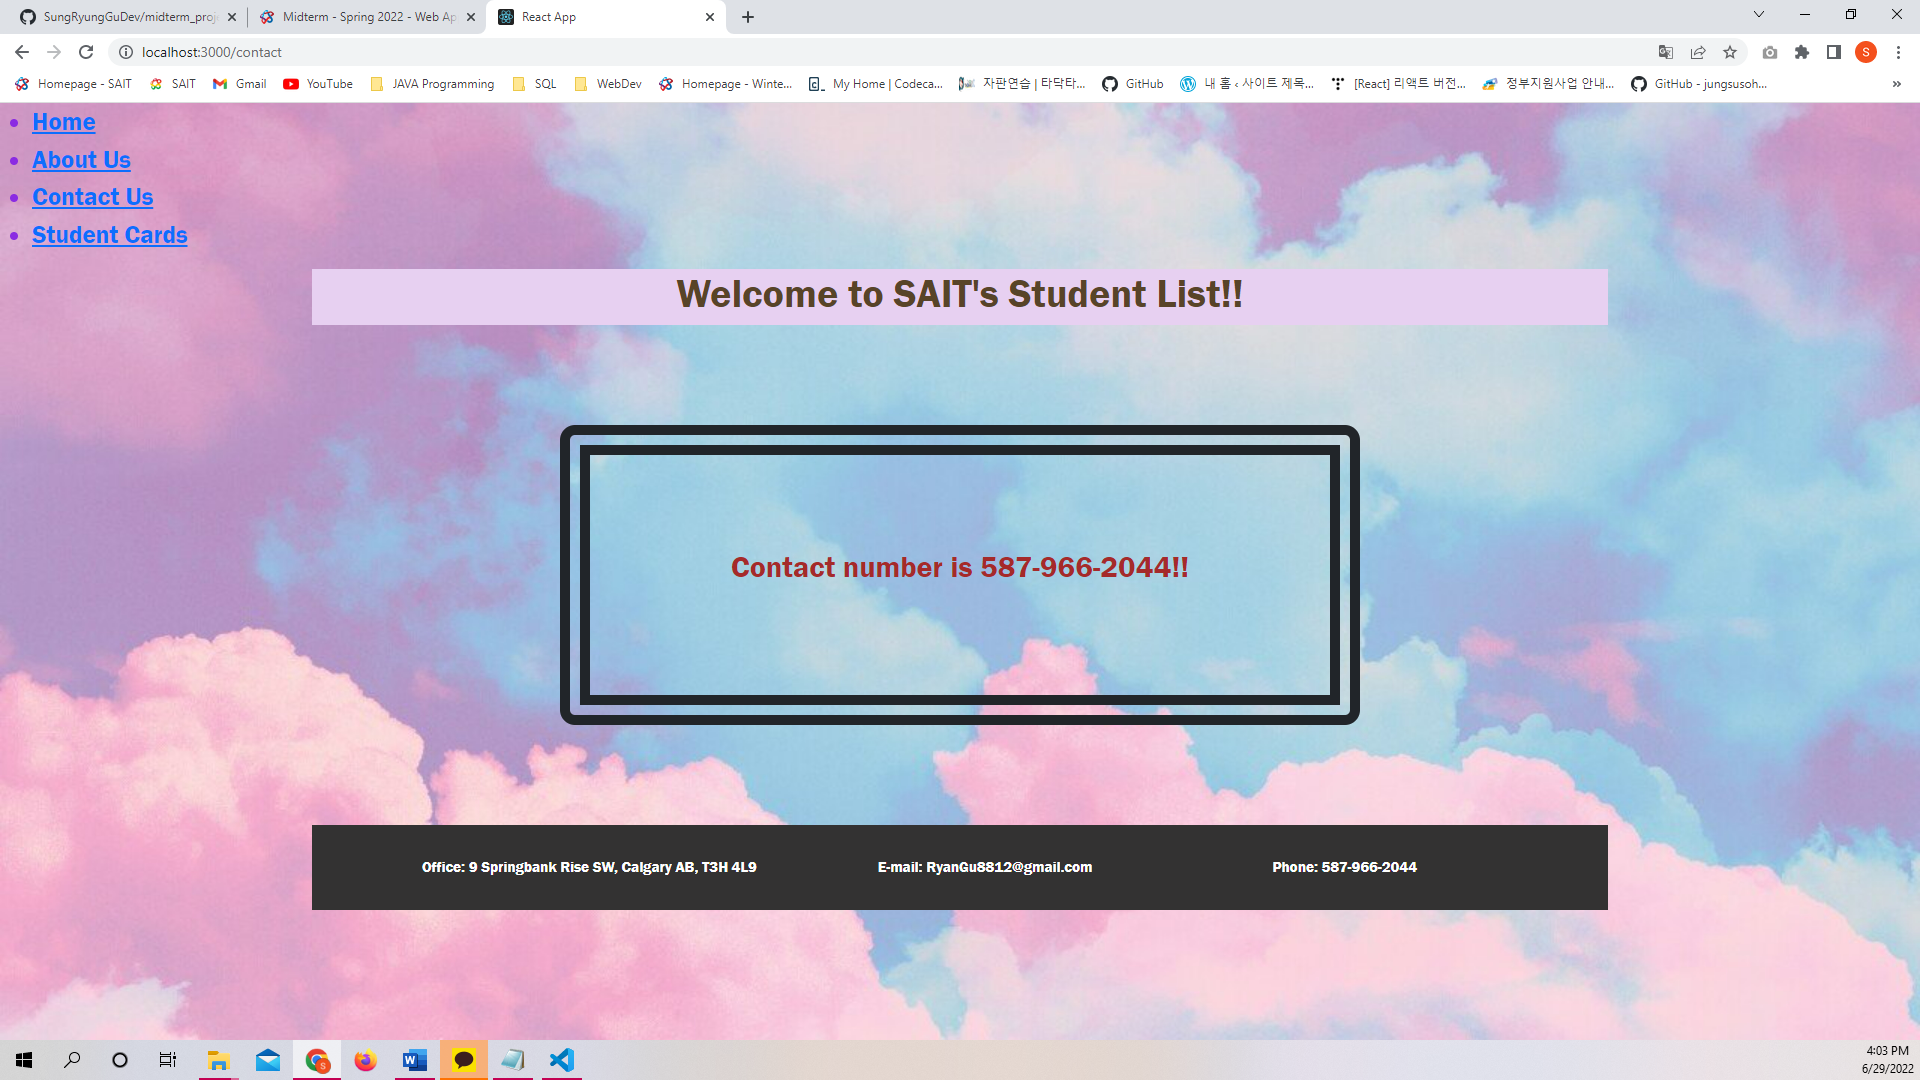 SungRyungGuDev/midterm_proj
Midterm - Spring 2022 - Web Ap
React App
localhost:3000/contact
S
Homepage - SAIT
SAIT
Gmail
YouTube
JAVA Programming
SQL
WebDev
Homepage - Winte...
My Home | Codeca...
자판연습 | 타닥타...
GitHub
내 홈 ‹ 사이트 제목...
[React] 리액트 버전...
정부지원사업 안내...
GitHub - jungsusoh...
»
Home
About Us
Contact Us
Student Cards
Welcome to SAIT's Student List!!
Contact number is 587-966-2044!!
Office: 9 Springbank Rise SW, Calgary AB, T3H 4L9
E-mail: RyanGu8812@gmail.com
Phone: 587-966-2044
4:03 PM
6/29/2022